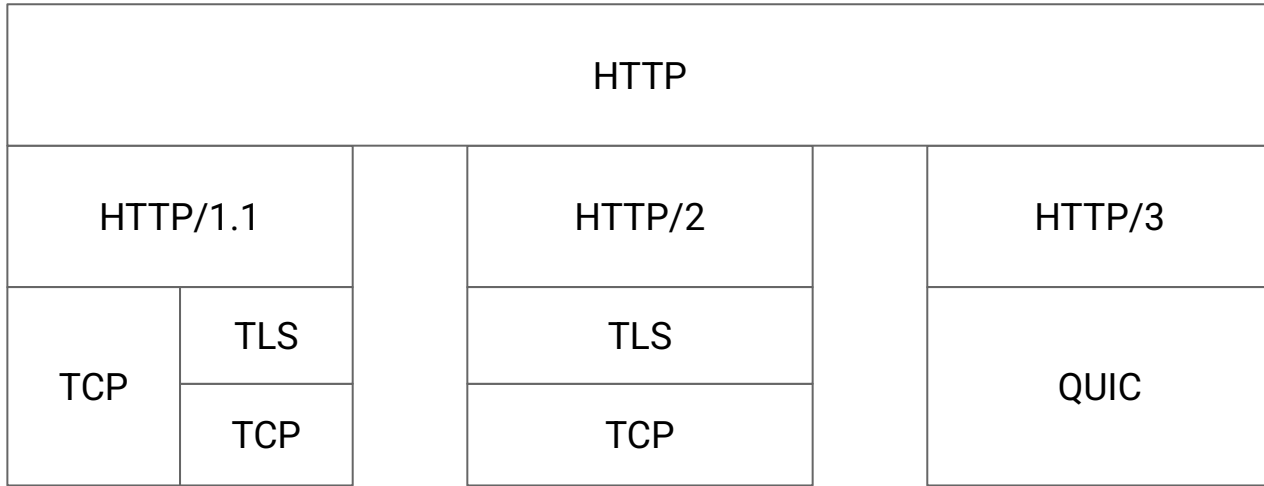 HTTP
HTTP/1.1
HTTP/2
HTTP/3
TCP
TLS
TCP
TLS
TCP
QUIC